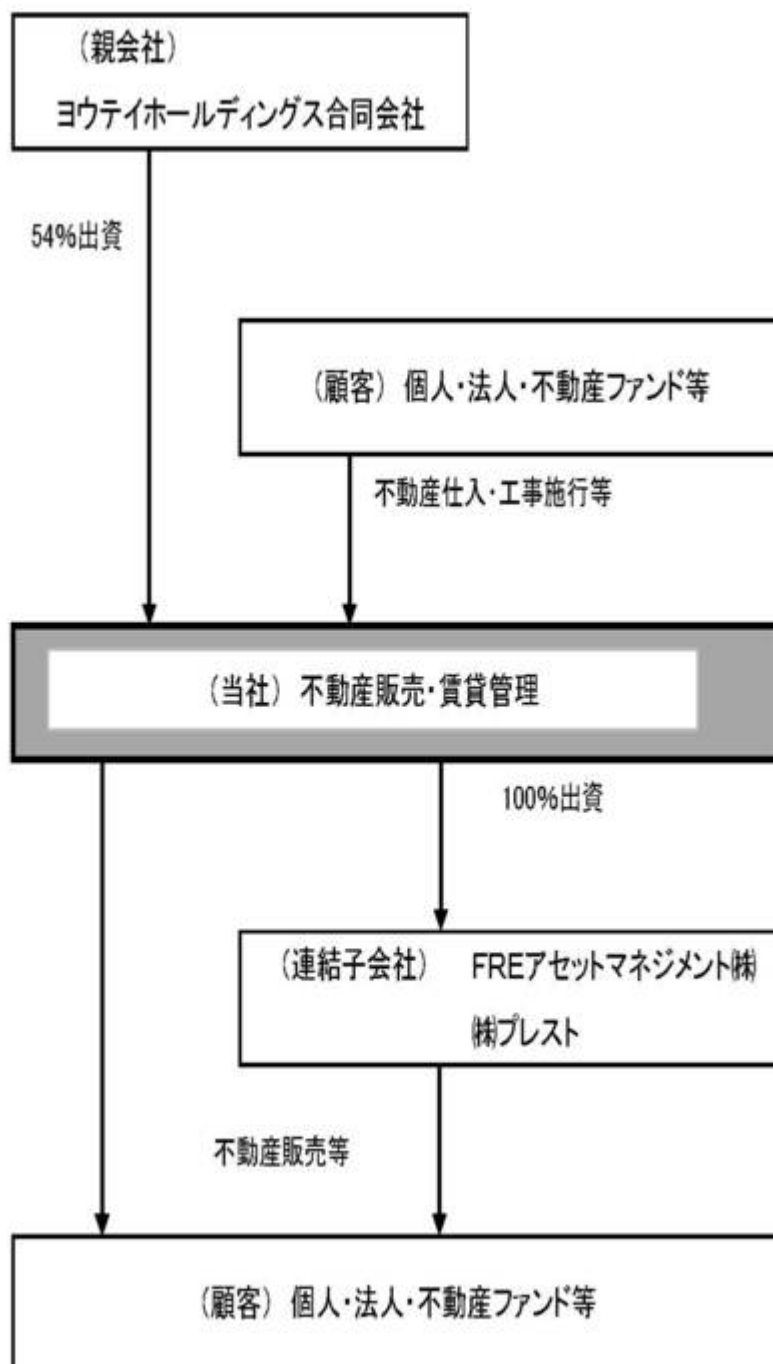 （親会社）
ヨウテイホールディングス合同会社
54%出資
（顧客）個人・法人・不動産ファンド等
不動産仕入・工事施行等
（当社）不動産販売・賃貸管理
100%出資
（連結子会社）　FREアセットマネジメント㈱
㈱プレスト
不動産販売等
（顧客）個人・法人・不動産ファンド等